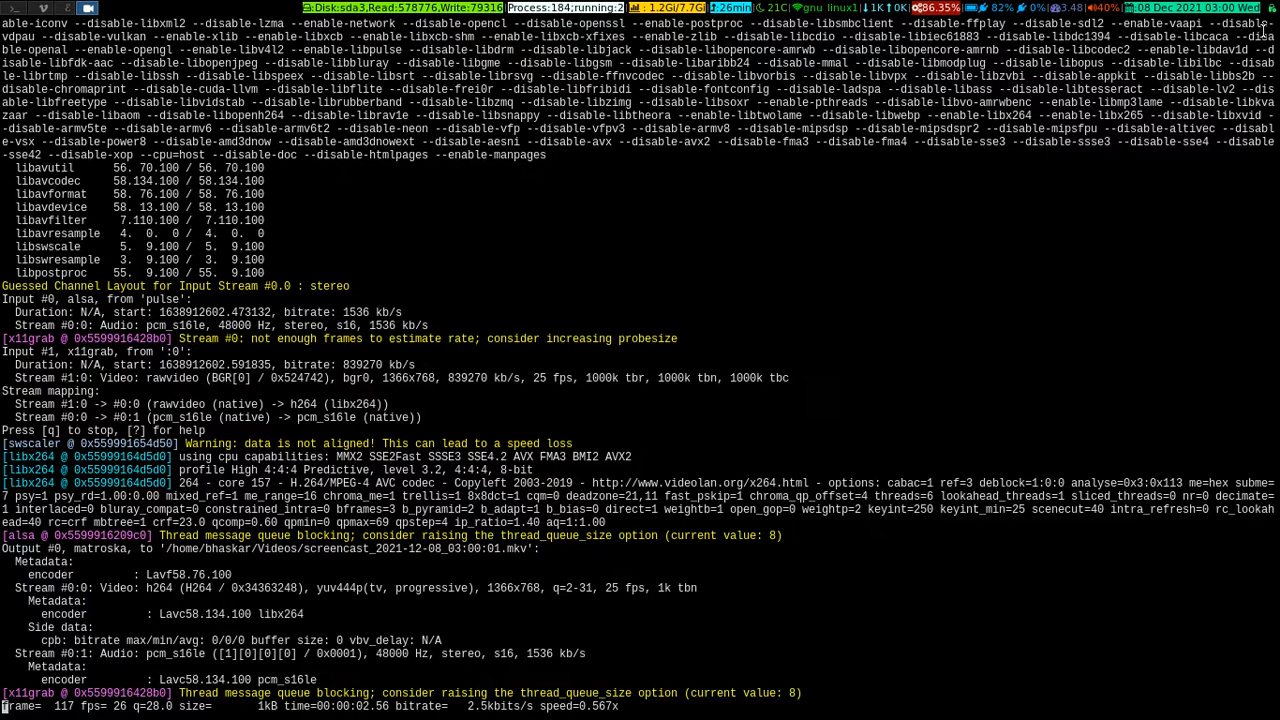 Disk:sda3,Read:578776,Write:79316 Process:184;running:2 : 1.2Gi/7.7Gi 1:26min 21C gnu linux1 1K 0K 86.35% 82% 0% 3.48 40% 08 Dec 2021 03:00 Wed
able-iconv --disable-libxml2 --disable-lzma --enable-network --disable-opencl --disable-openssl --enable-postproc --disable-libsmbclient --disable-ffplay --disable-sdl2 --enable-vaapi --disable-
vdpau --disable-vulkan --enable-xlib --enable-libxcb --enable-libxcb-shm --enable-libxcb-xfixes --enable-zlib --disable-libcdio --disable-libiec61883 --disable-libdc1394 --disable-libcaca --disa
ble-openal --enable-opengl --enable-libv4l2 --enable-libpulse --disable-libdrm --disable-libjack --disable-libopencore-amrwb --disable-libopencore-amrnb --disable-libcodec2 --enable-libdav1d --d
isable-libfdk-aac --disable-libopenjpeg --disable-libbluray --disable-libgme --disable-libgsm --disable-libaribb24 --disable-mmal --disable-libmodplug --disable-libopus --disable-libilbc --disab
le-librtmp --disable-libssh --disable-libspeex --disable-libsrt --disable-librsvg --disable-ffnvcodec --disable-libvorbis --disable-libvpx --disable-libzvbi --disable-appkit --disable-libbs2b --
disable-chromaprint --disable-cuda-llvm --disable-libflite --disable-frei0r --disable-libfribidi --disable-fontconfig --disable-ladspa --disable-libass --disable-libtesseract --disable-lv2 --dis
able-libfreetype --disable-libvidstab --disable-librubberband --disable-libzmq --disable-libzimg --disable-libsoxr --enable-pthreads --disable-libvo-amrwbenc --enable-libmp3lame --disable-libkva
zaar --disable-libaom --disable-libopenh264 --disable-librav1e --disable-libsnappy --disable-libtheora --enable-libtwolame --disable-libwebp --enable-libx264 --enable-libx265 --disable-libxvid -
-disable-armv5te --disable-armv6 --disable-armv6t2 --disable-neon --disable-vfp --disable-vfpv3 --disable-armv8 --disable-mipsdsp --disable-mipsdspr2 --disable-mipsfpu --disable-altivec --disabl
e-vsx --disable-power8 --disable-amd3dnow --disable-amd3dnowext --disable-aesni --disable-avx --disable-avx2 --disable-fma3 --disable-fma4 --disable-sse3 --disable-ssse3 --disable-sse4 --disable
-sse42 --disable-xop --cpu=host --disable-doc --disable-htmlpages --enable-manpages
libavutil 56. 70.100 / 56. 70.100
libavcodec 58.134.100 / 58.134.100
libavformat 58. 76.100 / 58. 76.100
libavdevice 58. 13.100 / 58. 13.100
libavfilter 7.110.100 / 7.110.100
libavresample 4. 0. 0 / 4. 0. 0
libswscale 5. 9.100 / 5. 9.100
libswresample 3. 9.100 / 3. 9.100
libpostproc 55. 9.100 / 55. 9.100
Guessed Channel Layout for Input Stream #0.0 : stereo
Input #0, alsa, from 'pulse':
Duration: N/A, start: 1638912602.473132, bitrate: 1536 kb/s
Stream #0:0: Audio: pcm_s16le, 48000 Hz, stereo, s16, 1536 kb/s
[x11grab @ 0x5599916428b0] Stream #0: not enough frames to estimate rate; consider increasing probesize
Input #1, x11grab, from ':0':
Duration: N/A, start: 1638912602.591835, bitrate: 839270 kb/s
Stream #1:0: Video: rawvideo (BGR[0] / 0x524742), bgr0, 1366x768, 839270 kb/s, 25 fps, 1000k tbr, 1000k tbn, 1000k tbc
Stream mapping:
Stream #1:0 -> #0:0 (rawvideo (native) -> h264 (libx264))
Stream #0:0 -> #0:1 (pcm_s16le (native) -> pcm_s16le (native))
Press [q] to stop, [?] for help
[swscaler @ 0x559991654d50] Warning: data is not aligned! This can lead to a speed loss
[libx264 @ 0x5599164d5d0] using cpu capabilities: MMX2 SSE2Fast SSSE3 SSE4.2 AVX FMA3 BMI2 AVX2
[libx264 @ 0x5599164d5d0] profile High 4:4:4 Predictive, level 3.2, 4:4:4, 8-bit
[libx264 @ 0x5599164d5d0] 264 - core 157 - H.264/MPEG-4 AVC codec - Copyleft 2003-2019 - http://www.videolan.org/x264.html - options: cabac=1 ref=3 deblock=1:0:0 analyse=0x3:0x113 me=hex subme=
7 psy=1 psy_rd=1.00:0.00 mixed_ref=1 me_range=16 chroma_me=1 trellis=1 8x8dct=1 cqm=0 deadzone=21,11 fast_pskip=1 chroma_qp_offset=4 threads=6 lookahead_threads=1 sliced_threads=0 nr=0 decimate=
1 interlaced=0 bluray_compat=0 constrained_intra=0 bframes=3 b_pyramid=2 b_adapt=1 b_bias=0 direct=1 weightb=1 open_gop=0 weightp=2 keyint=250 keyint_min=25 scenecut=40 intra_refresh=0 rc_lookah
ead=40 rc=crf mbtree=1 crf=23.0 qcomp=0.60 qpmin=0 qpmax=69 qpstep=4 ip_ratio=1.40 aq=1:1.00
[alsa @ 0x5599916209c0] Thread message queue blocking; consider raising the thread_queue_size option (current value: 8)
Output #0, matroska, to '/home/bhaskar/Videos/screencast_2021-12-08_03:00:01.mkv':
Metadata:
encoder : Lavf58.76.100
Stream #0:0: Video: h264 (H264 / 0x34363248), yuv444p(tv, progressive), 1366x768, q=2-31, 25 fps, 1k tbn
Metadata:
encoder : Lavc58.134.100 libx264
Side data:
cpb: bitrate max/min/avg: 0/0/0 buffer size: 0 vbv_delay: N/A
Stream #0:1: Audio: pcm_s16le ([1][0][0][0] / 0x0001), 48000 Hz, stereo, s16, 1536 kb/s
Metadata:
encoder : Lavc58.134.100 pcm_s16le
[x11grab @ 0x5599916428b0] Thread message queue blocking; consider raising the thread_queue_size option (current value: 8)
frame= 117 fps= 26 q=28.0 size= 1kB time=00:00:02.56 bitrate= 2.5kbits/s speed=0.567x